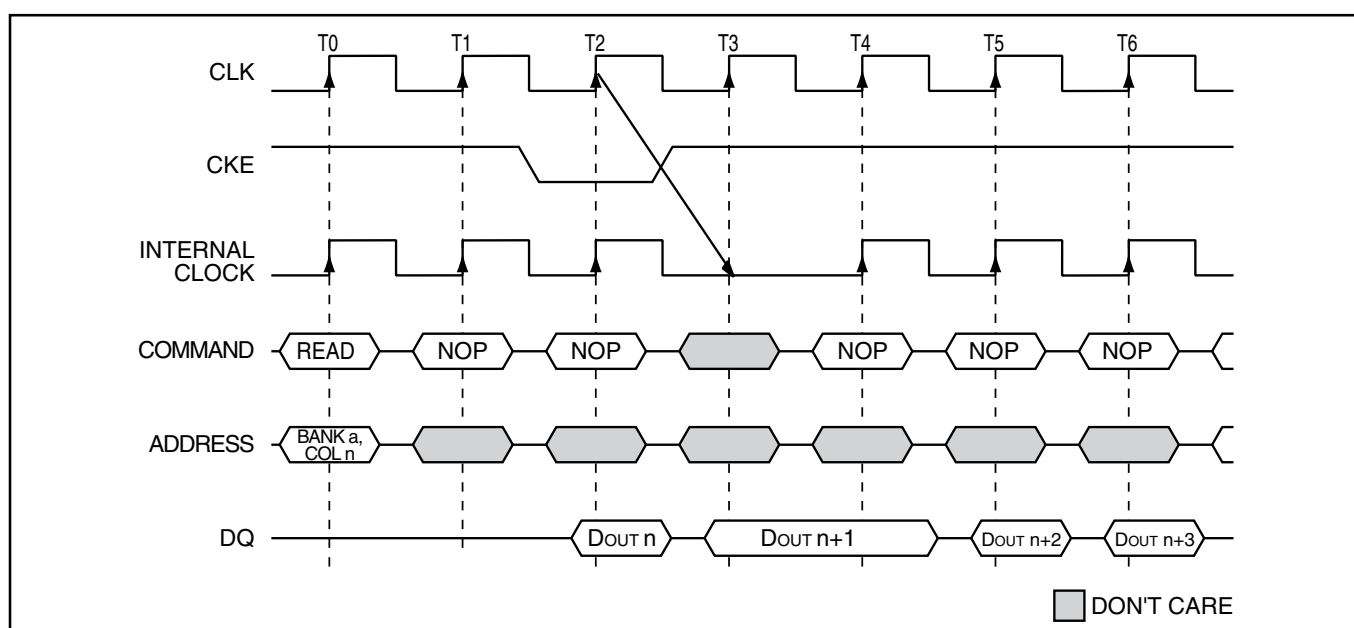 T0 T1 T2 T3 T4 T5 T6
CLK
CKE
INTERNAL
CLOCK
COMMAND READ NOP NOP NOP NOP NOP
ADDRESS BANK a,
COL n
DQ DOUT n DOUT n+1 DOUT n+2 DOUT n+3
DON'T CARE